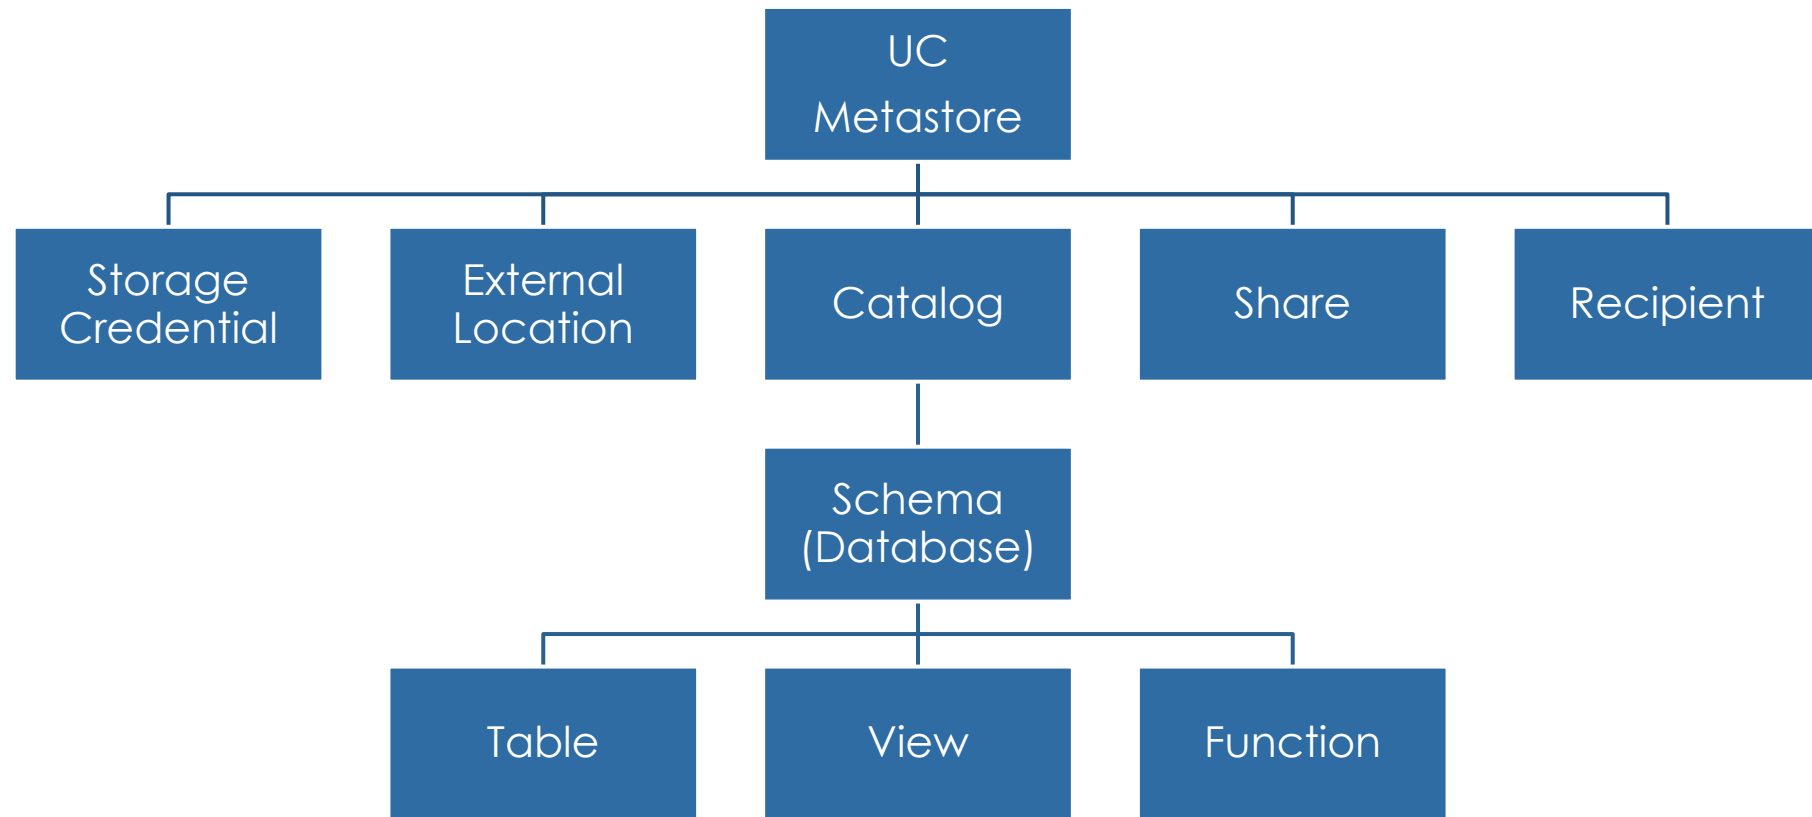 UC
Metastore
Storage
Credential
External
Location
Catalog
Share
Recipient
Schema
(Database)
Table
View
Function